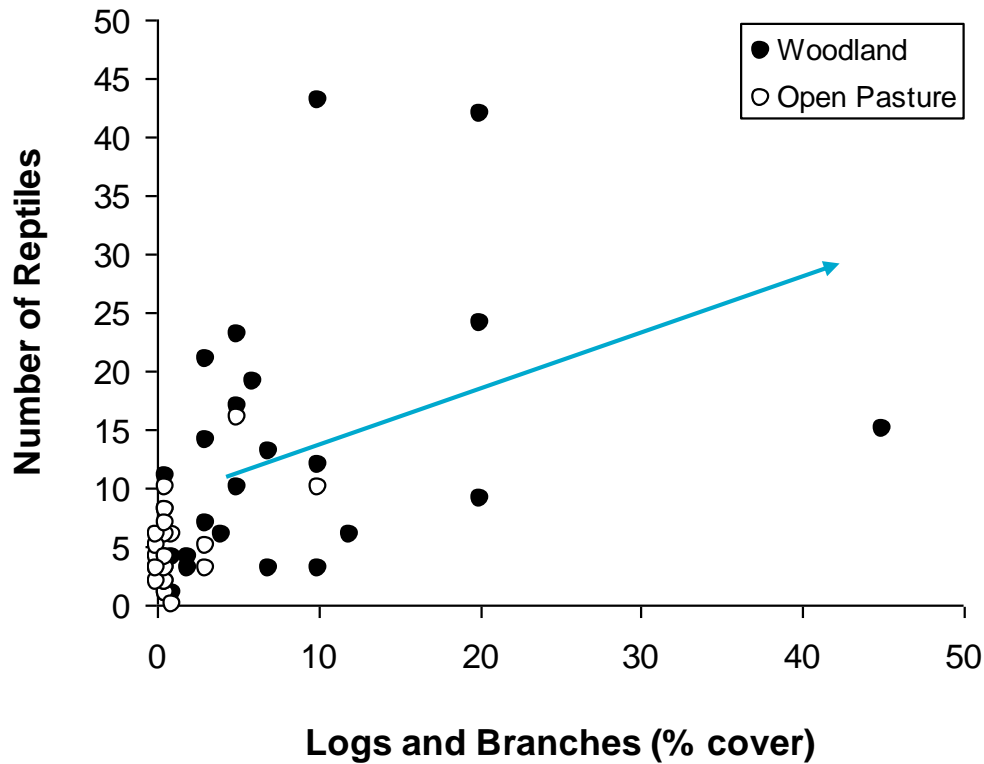 50
45
40
35
30
25
20
15
10
5
0
Number of Reptiles
Woodland
Open Pasture
0 10 20 30 40 50
Logs and Branches (% cover)